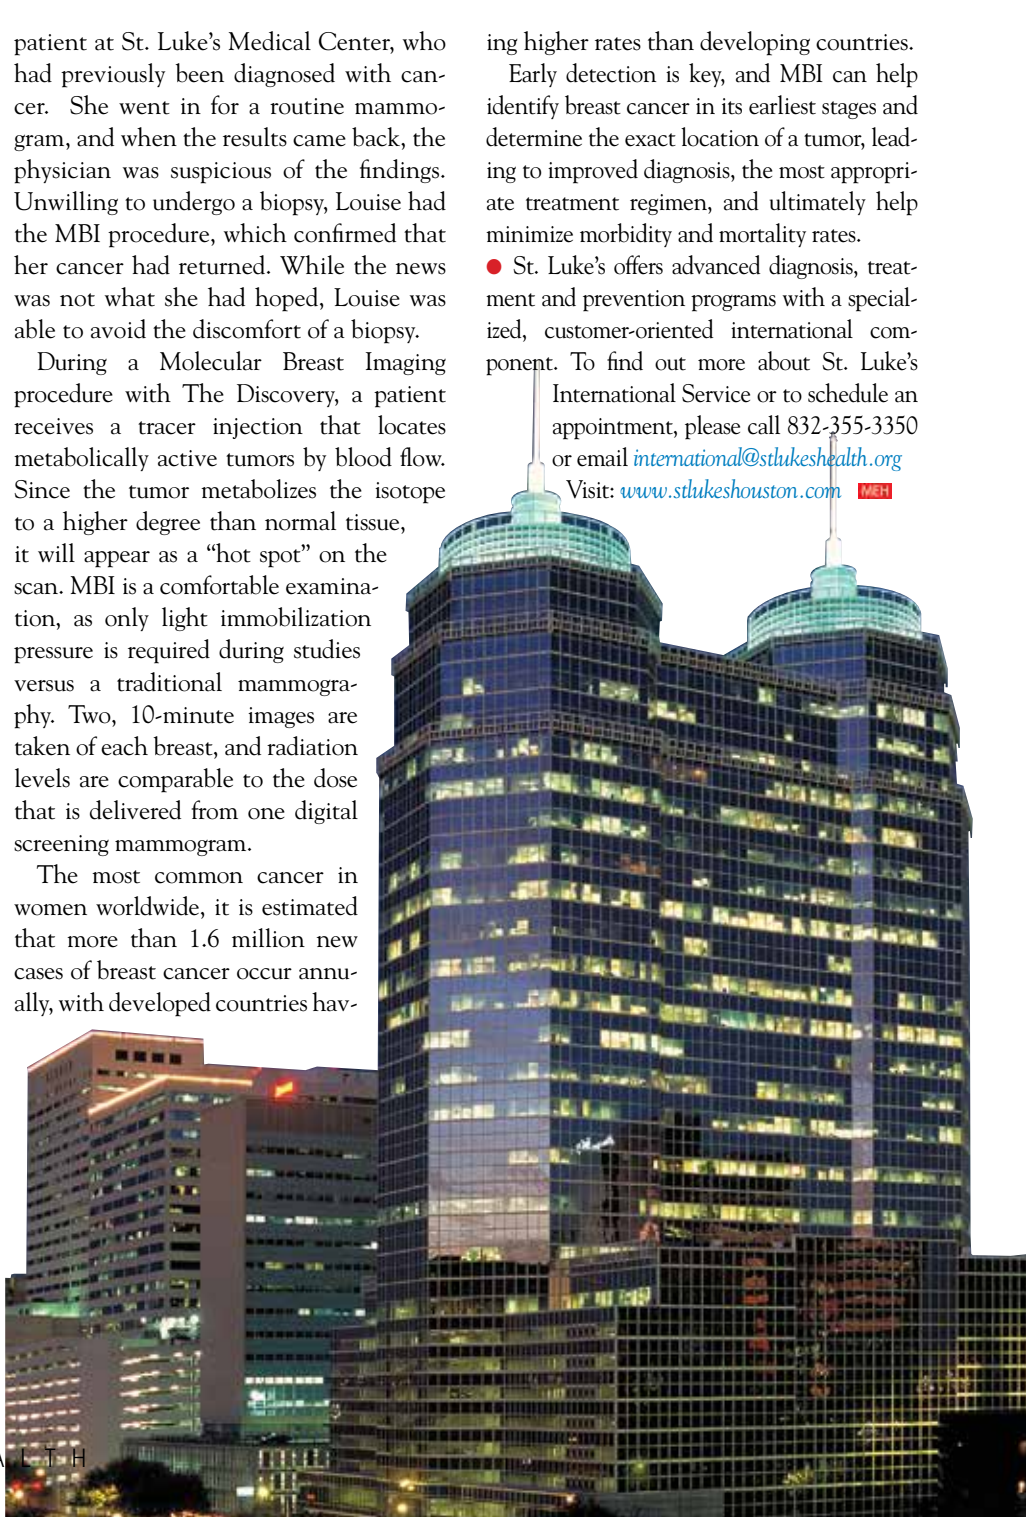 patient at St. Luke's Medical Center, who
had previously been diagnosed with can-
cer. She went in for a routine mammo-
gram, and when the results came back, the
physician was suspicious of the findings.
Unwilling to undergo a biopsy, Louise had
the MBI procedure, which confirmed that
her cancer had returned. While the news
was not what she had hoped, Louise was
able to avoid the discomfort of a biopsy.
During a Molecular Breast Imaging
procedure with The Discovery, a patient
receives a tracer injection that locates
metabolically active tumors by blood flow.
Since the tumor metabolizes the isotope
to a higher degree than normal tissue,
it will appear as a “hot spot” on the
scan. MBI is a comfortable examina-
tion, as only light immobilization
pressure is required during studies
versus a traditional mammogra-
phy. Two, 10-minute images are
taken of each breast, and radiation
levels are comparable to the dose
that is delivered from one digital
screening mammogram.
The most common cancer in
women worldwide, it is estimated
that more than 1.6 million new
cases of breast cancer occur annu-
ally, with developed countries hav-
ing higher rates than developing countries.
Early detection is key, and MBI can help
identify breast cancer in its earliest stages and
determine the exact location of a tumor, lead-
ing to improved diagnosis, the most appropri-
ate treatment regimen, and ultimately help
minimize morbidity and mortality rates.
● St. Luke's offers advanced diagnosis, treat-
ment and prevention programs with a special-
ized, customer-oriented international com-
ponent. To find out more about St. Luke's
International Service or to schedule an
appointment, please call 832-355-3350
or email international@stlukeshealth.org
Visit: www.stlukeshouston.com MEH
A L T H